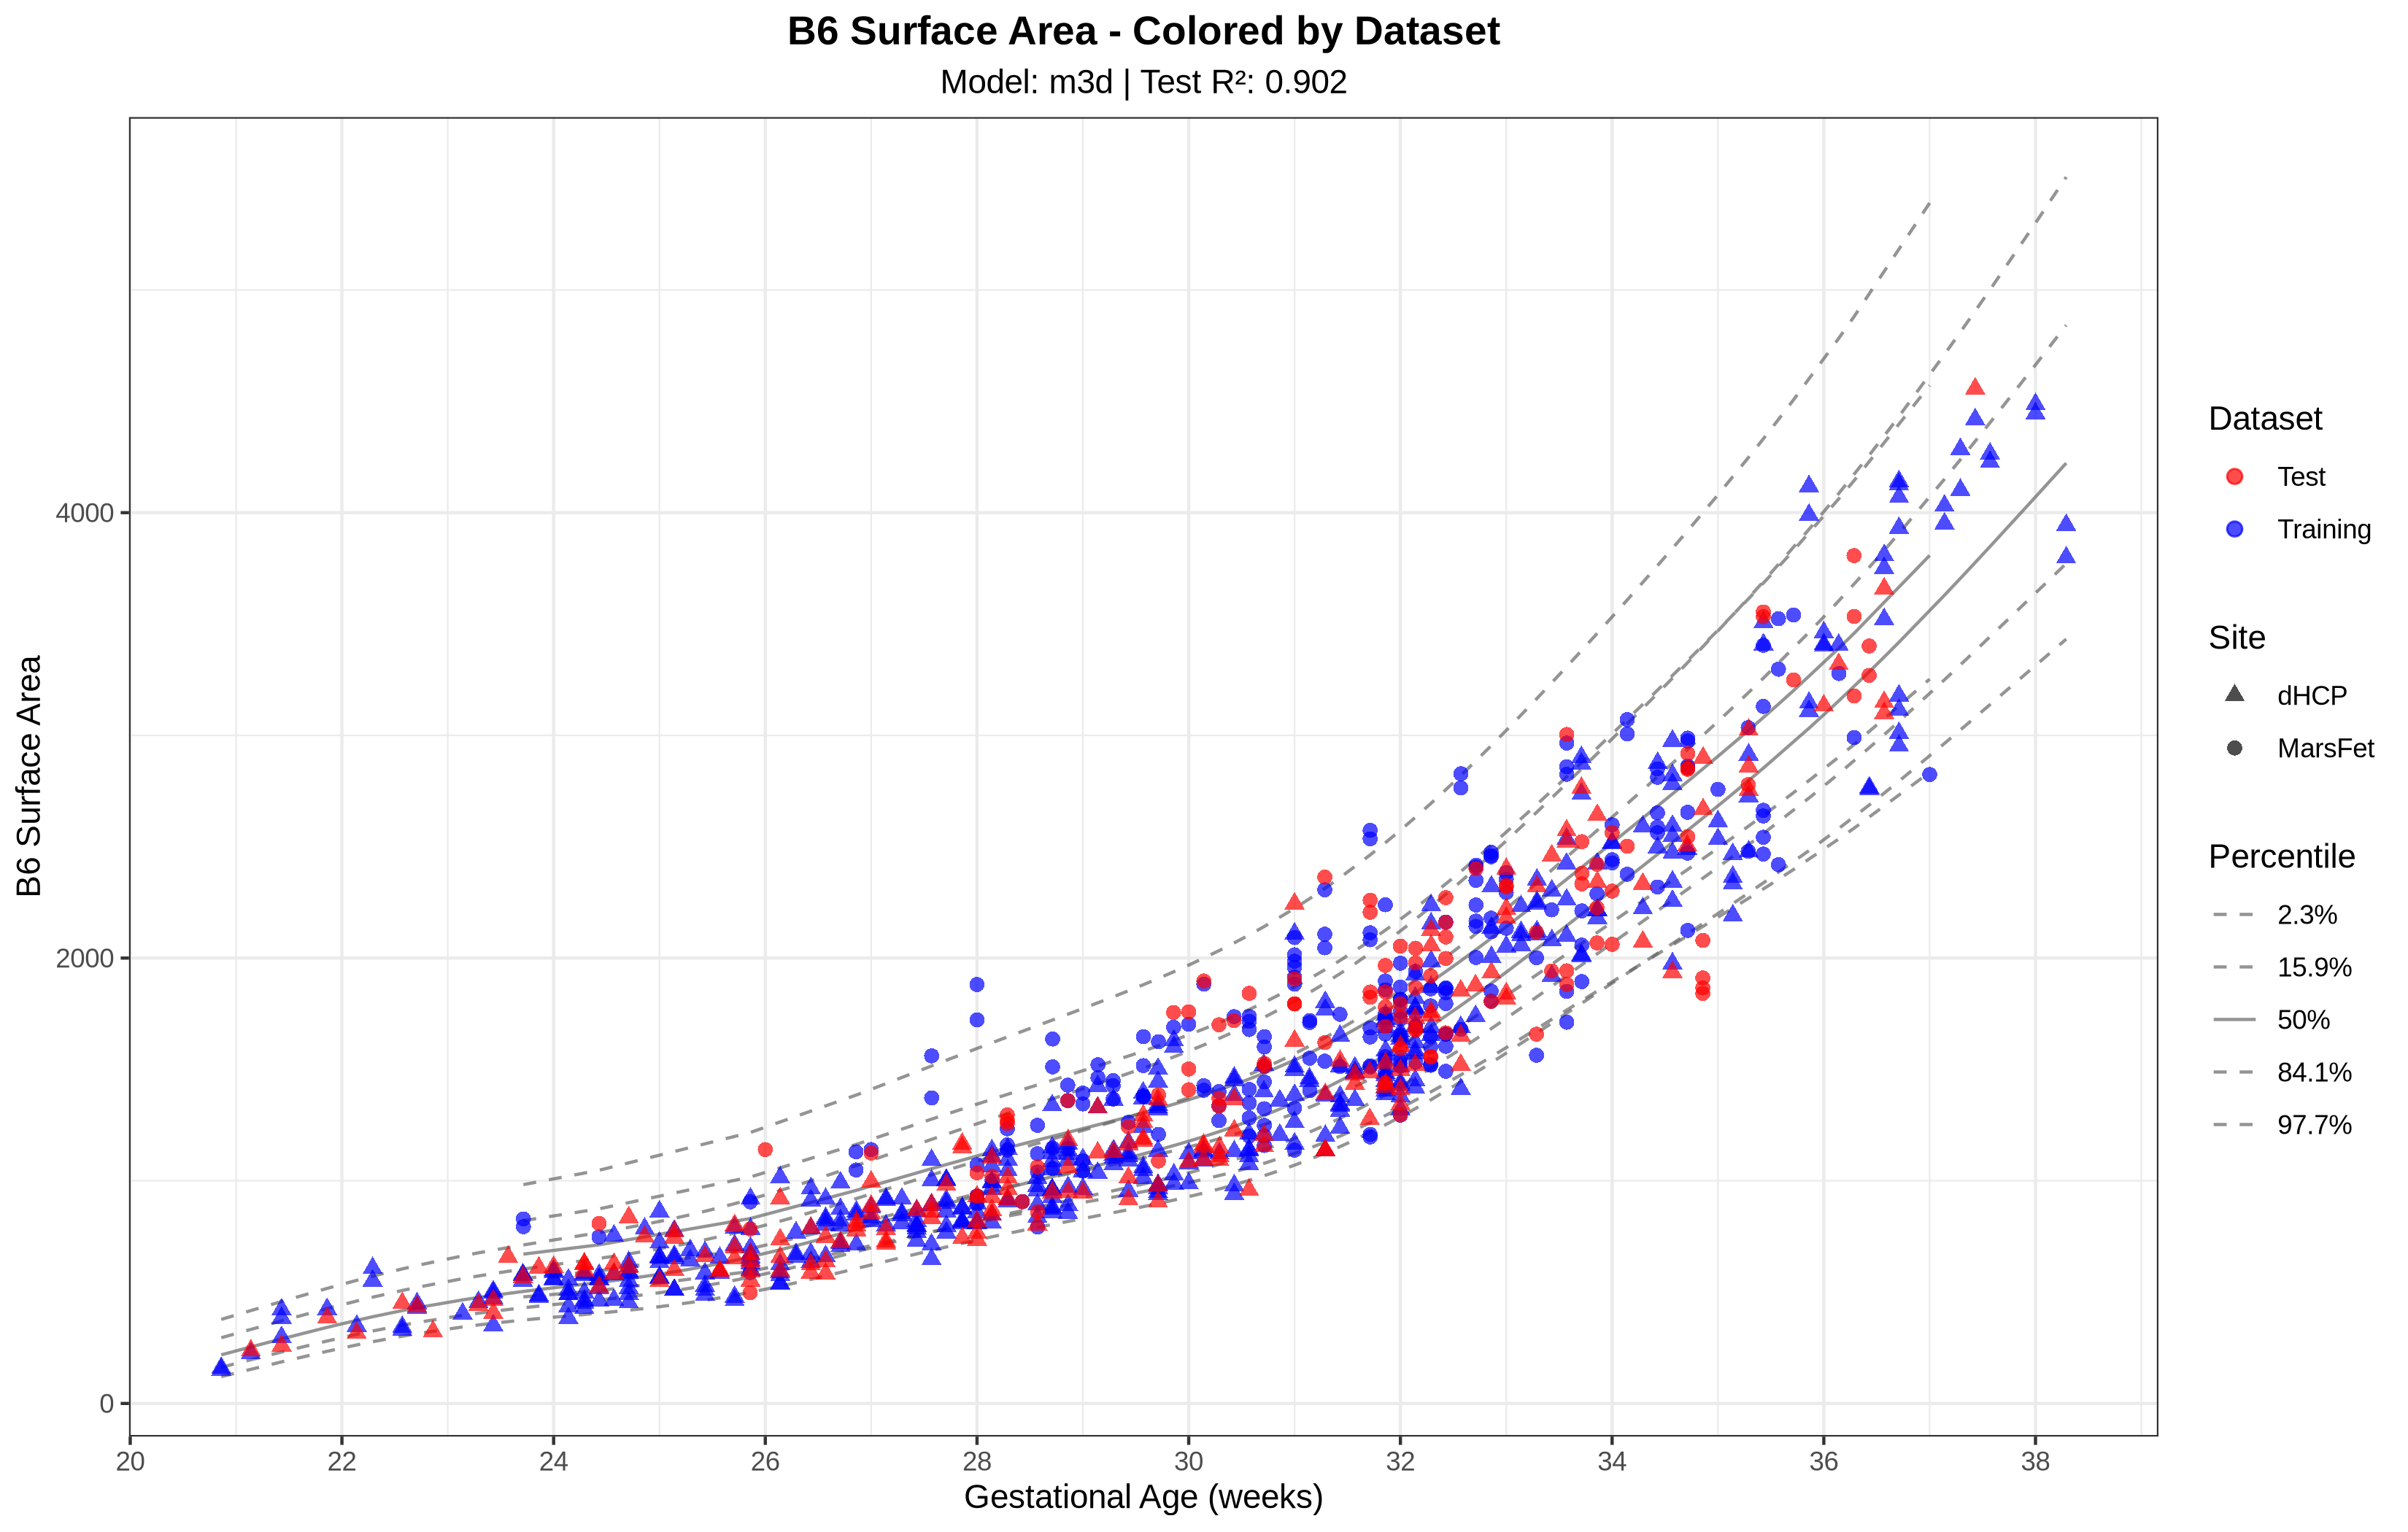 B6 Surface Area - Colored by Dataset
Model: m3d | Test R²: 0.902
B6 Surface Area
4000
2000
0
20 22 24 26 28 30 32 34 36 38
Gestational Age (weeks)
Dataset
Test
Training
Site
dHCP
MarsFet
Percentile
2.3%
15.9%
50%
84.1%
97.7%